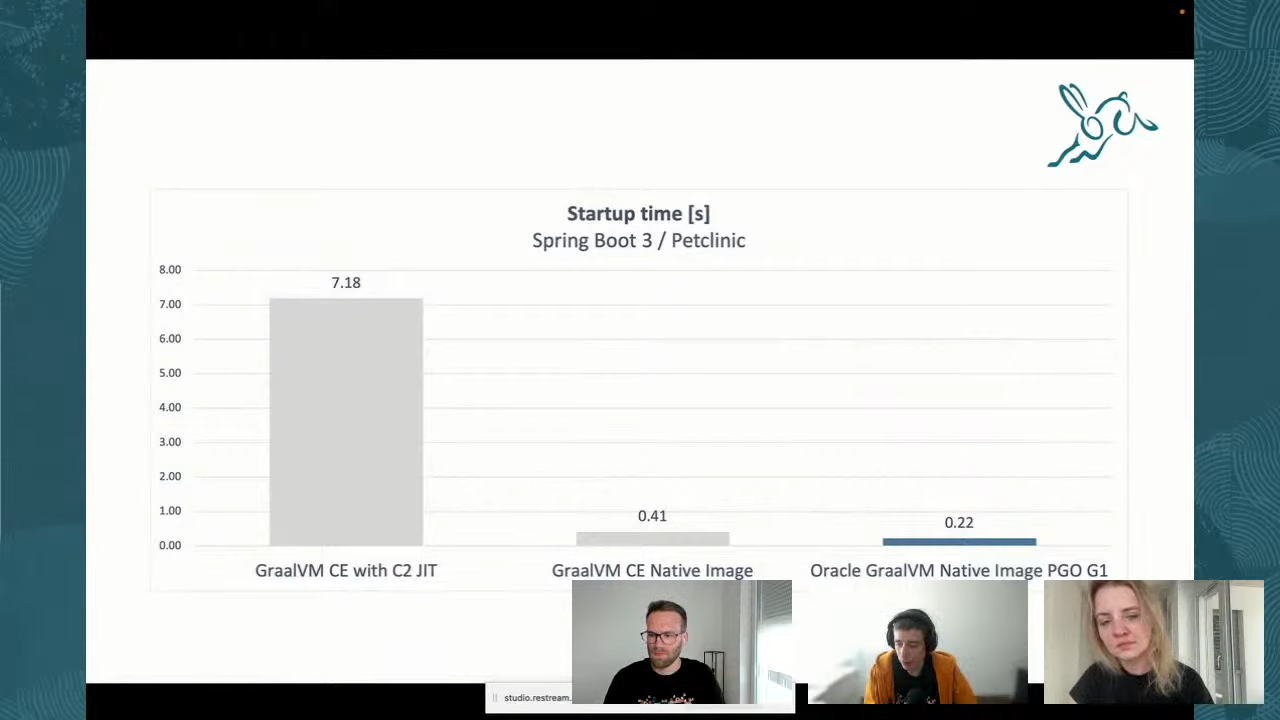 Startup time [s]
Spring Boot 3 / Petclinic
8.00
7.18
7.00
6.00
5.00
4.00
3.00
2.00
1.00
0.41
0.22
0.00
GraalVM CE with C2 JIT
GraalVM CE Native Image
Oracle GraalVM Native Image PGO G1
studio.restream.